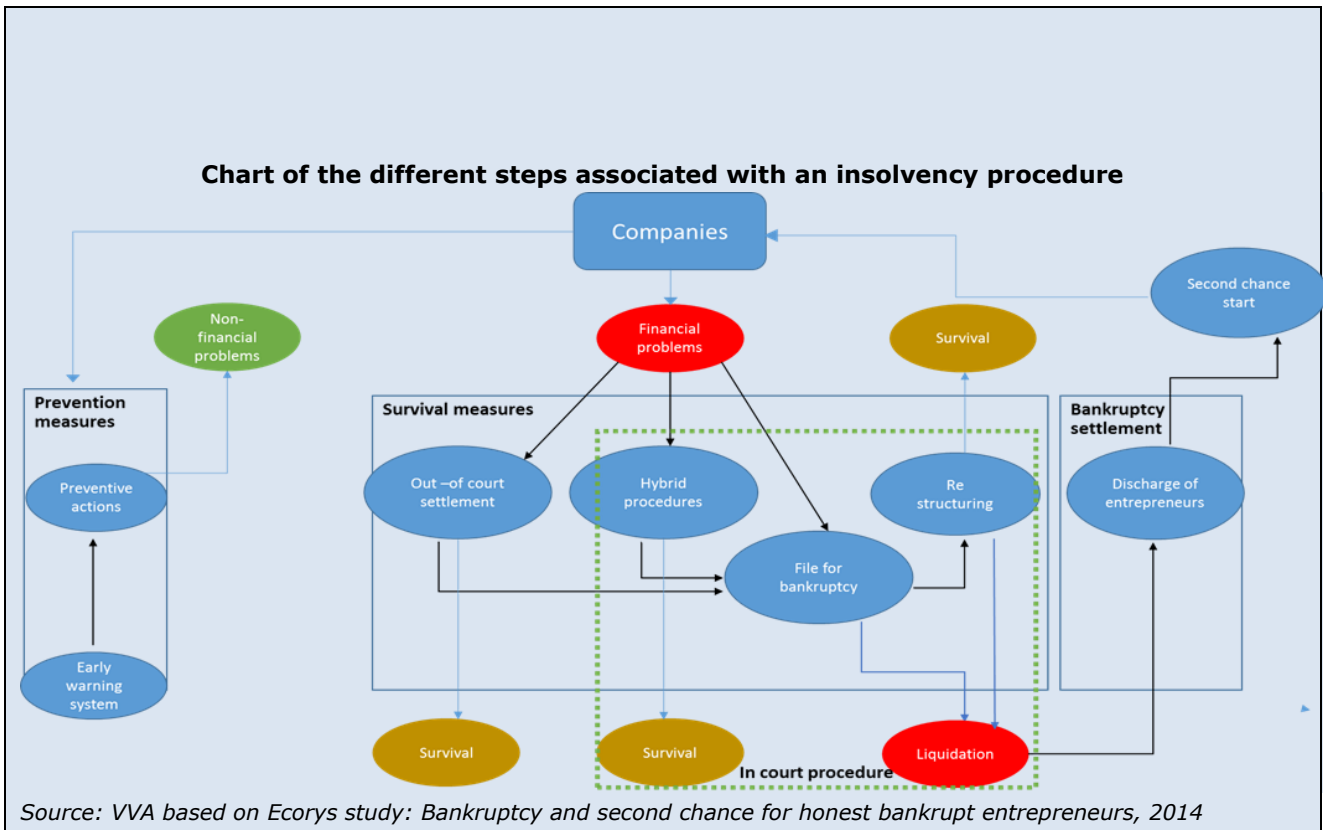 Chart of the different steps associated with an insolvency procedure
Companies
Second chance
start
Non-
financial
problems
Financial
problems
Survival
Prevention
measures
Survival measures
Bankruptcy
settlement
Preventive
actions
Out –of court
settlement
Hybrid
procedures
Re
structuring
Discharge of
entrepreneurs
File for
bankruptcy
Early
warning
system
Survival
Survival
Liquidation
In court procedure
Source: VVA based on Ecorys study: Bankruptcy and second chance for honest bankrupt entrepreneurs, 2014